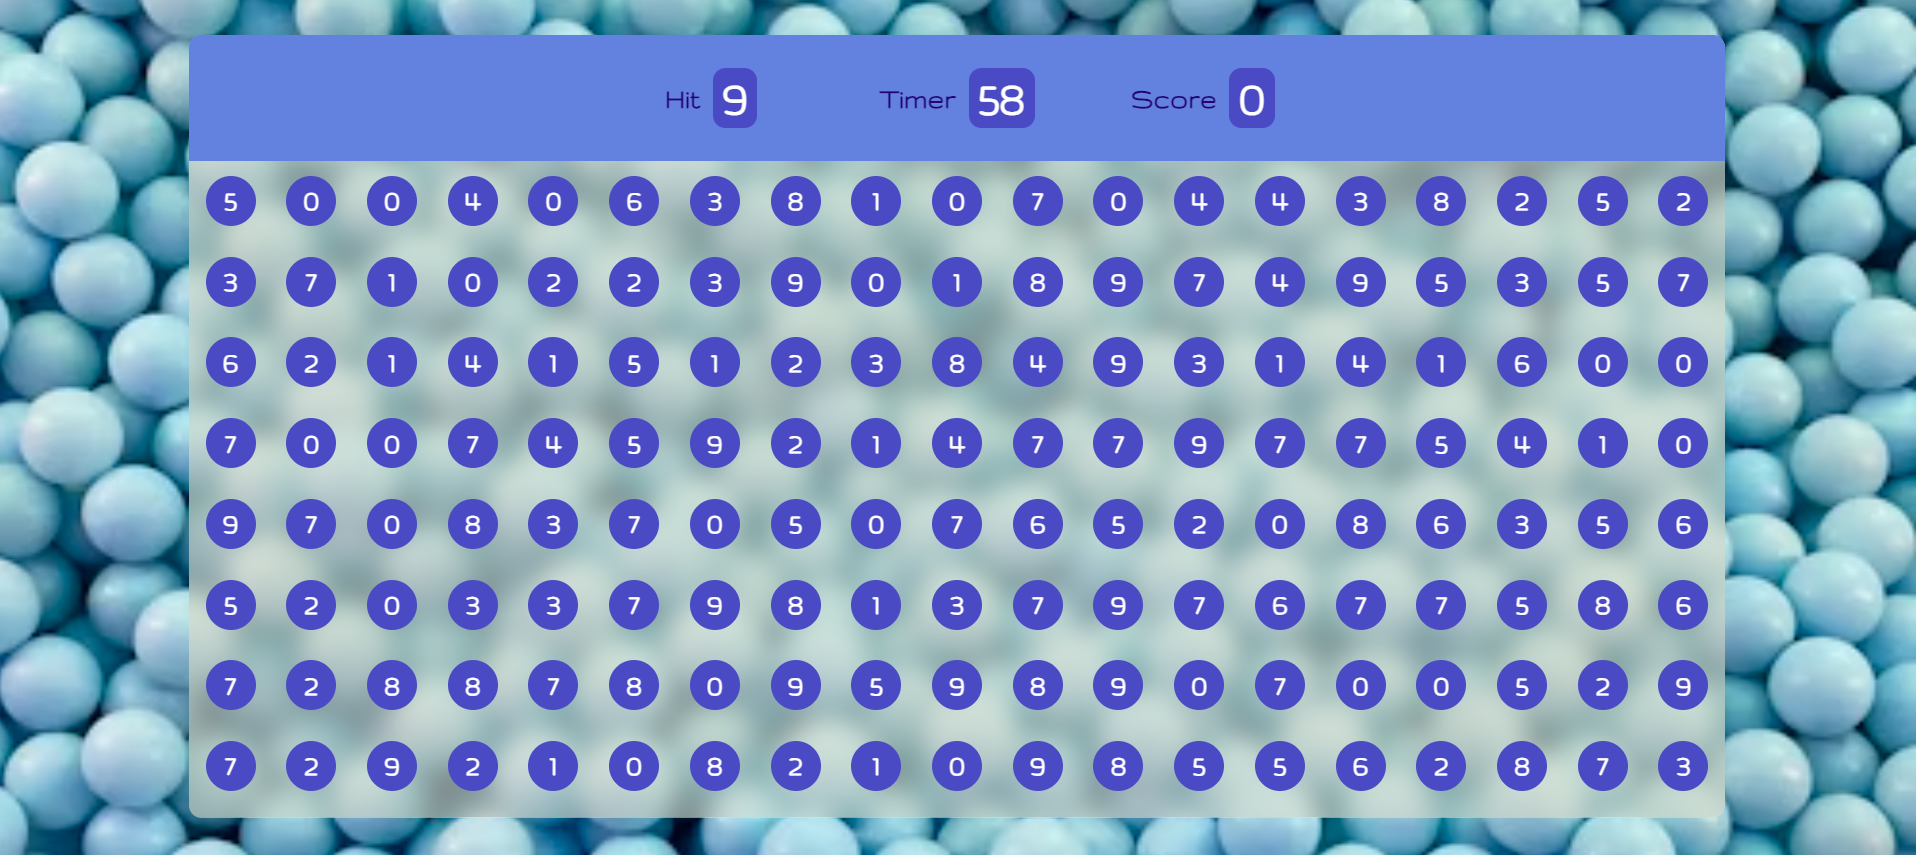 Hit 9 Timer 58 Score 0
5 0 0 4 0 6 3 8 1 0 7 0 4 4 3 8 2 5 2
3 7 1 0 2 2 3 9 0 1 8 9 7 4 9 5 3 5 7
6 2 1 4 1 5 1 2 3 8 4 9 3 1 4 1 6 0 0
7 0 0 7 4 5 9 2 1 4 7 7 9 7 7 5 4 1 0
9 7 0 8 3 7 0 5 0 7 6 5 2 0 8 6 3 5 6
5 2 0 3 3 7 9 8 1 3 7 9 7 6 7 7 5 8 6
7 2 8 8 7 8 0 9 5 9 8 9 0 7 0 0 5 2 9
7 2 9 2 1 0 8 2 1 0 9 8 5 5 6 2 8 7 3